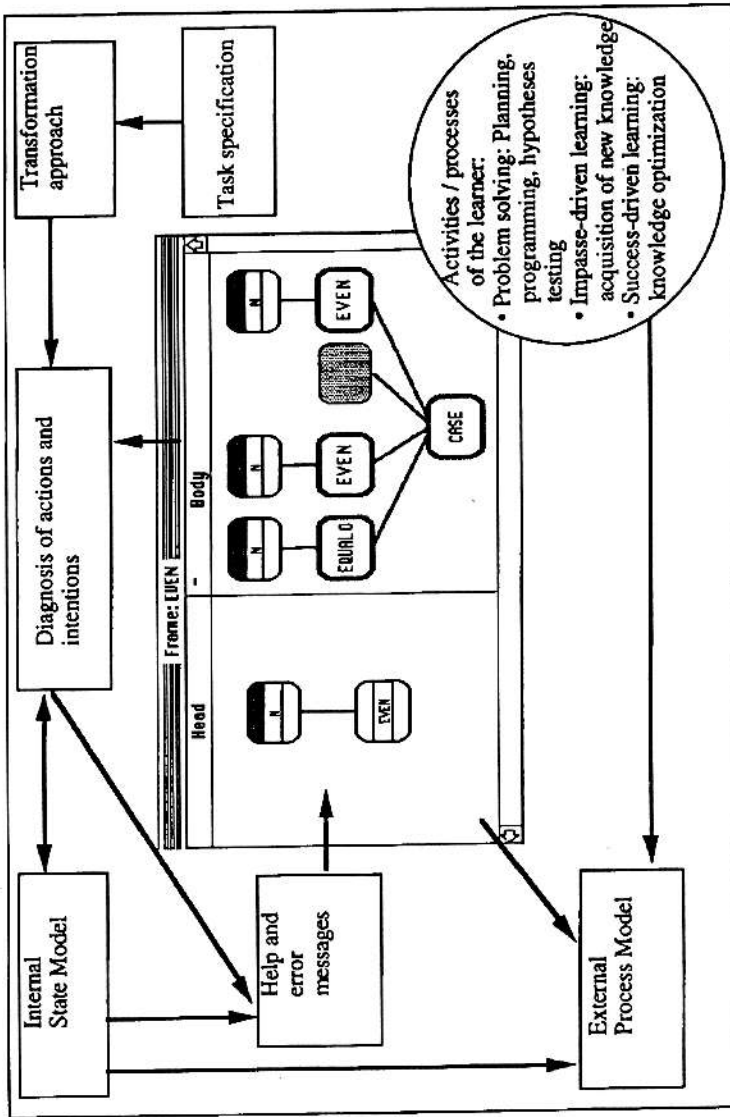 Internal
State Model
Diagnosis of actions and
intentions
Transformation
approach
Task specification
Help and
error
messages
Frame: EVEN
Head
Body
N
EVEN
N
N
N
EQUAL0
EVEN
EVEN
CASE
External
Process Model
Activities / processes
of the learner:
• Problem solving: Planning,
programming, hypotheses
testing
• Impasse-driven learning:
acquisition of new knowledge
• Success-driven learning:
knowledge optimization